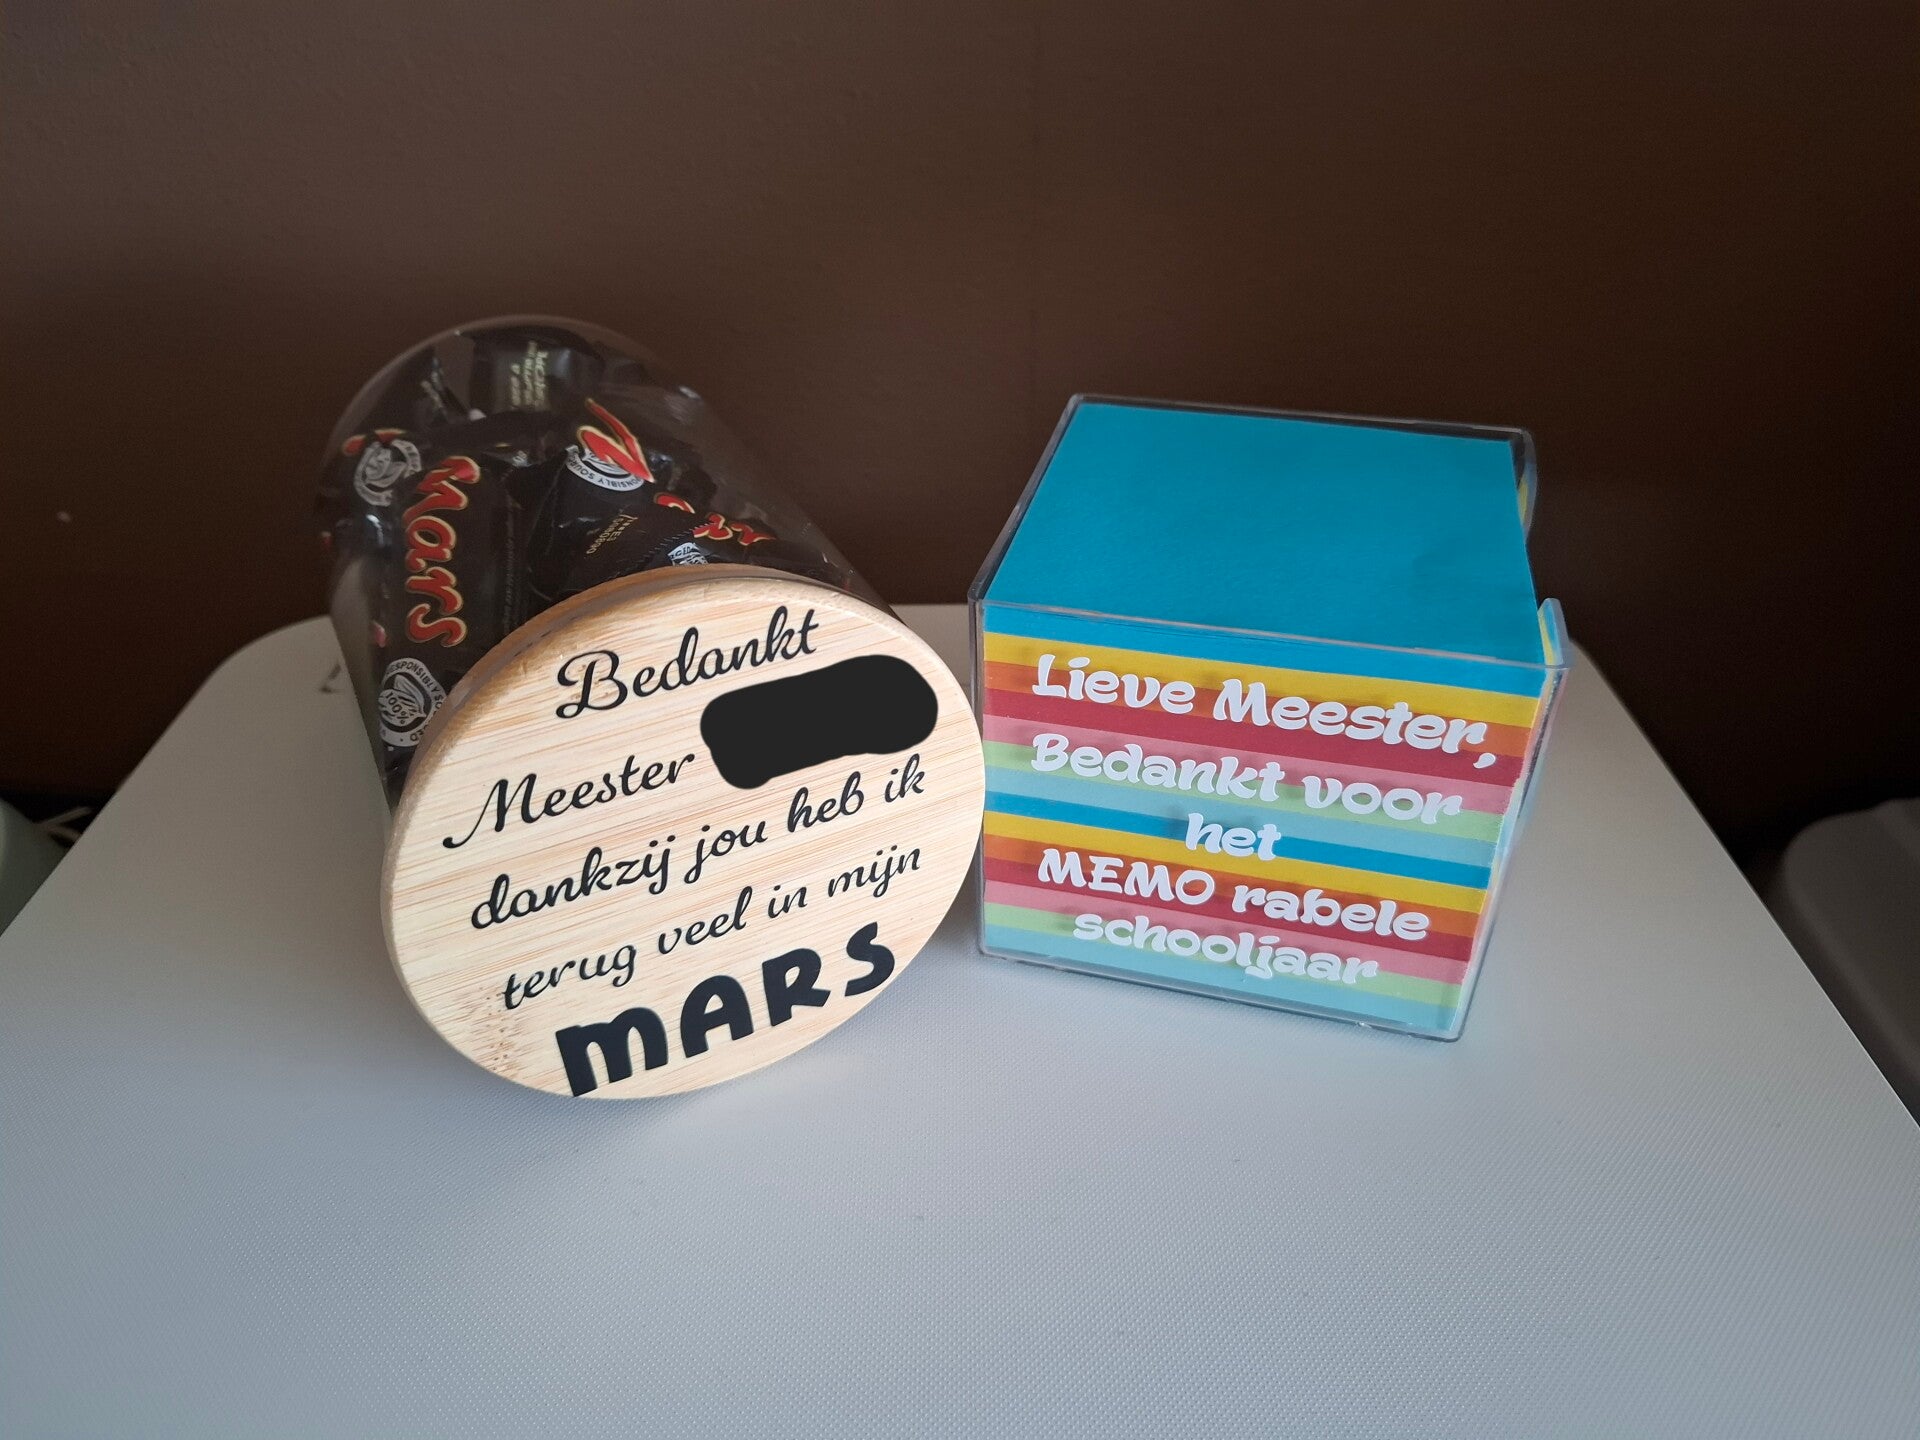 Mars
Bedankt
Meester
dankzij jou heb ik
terug veel in mijn
MARS
Lieve Meester,
Bedankt voor
het
MEMO rabele
schooljaar